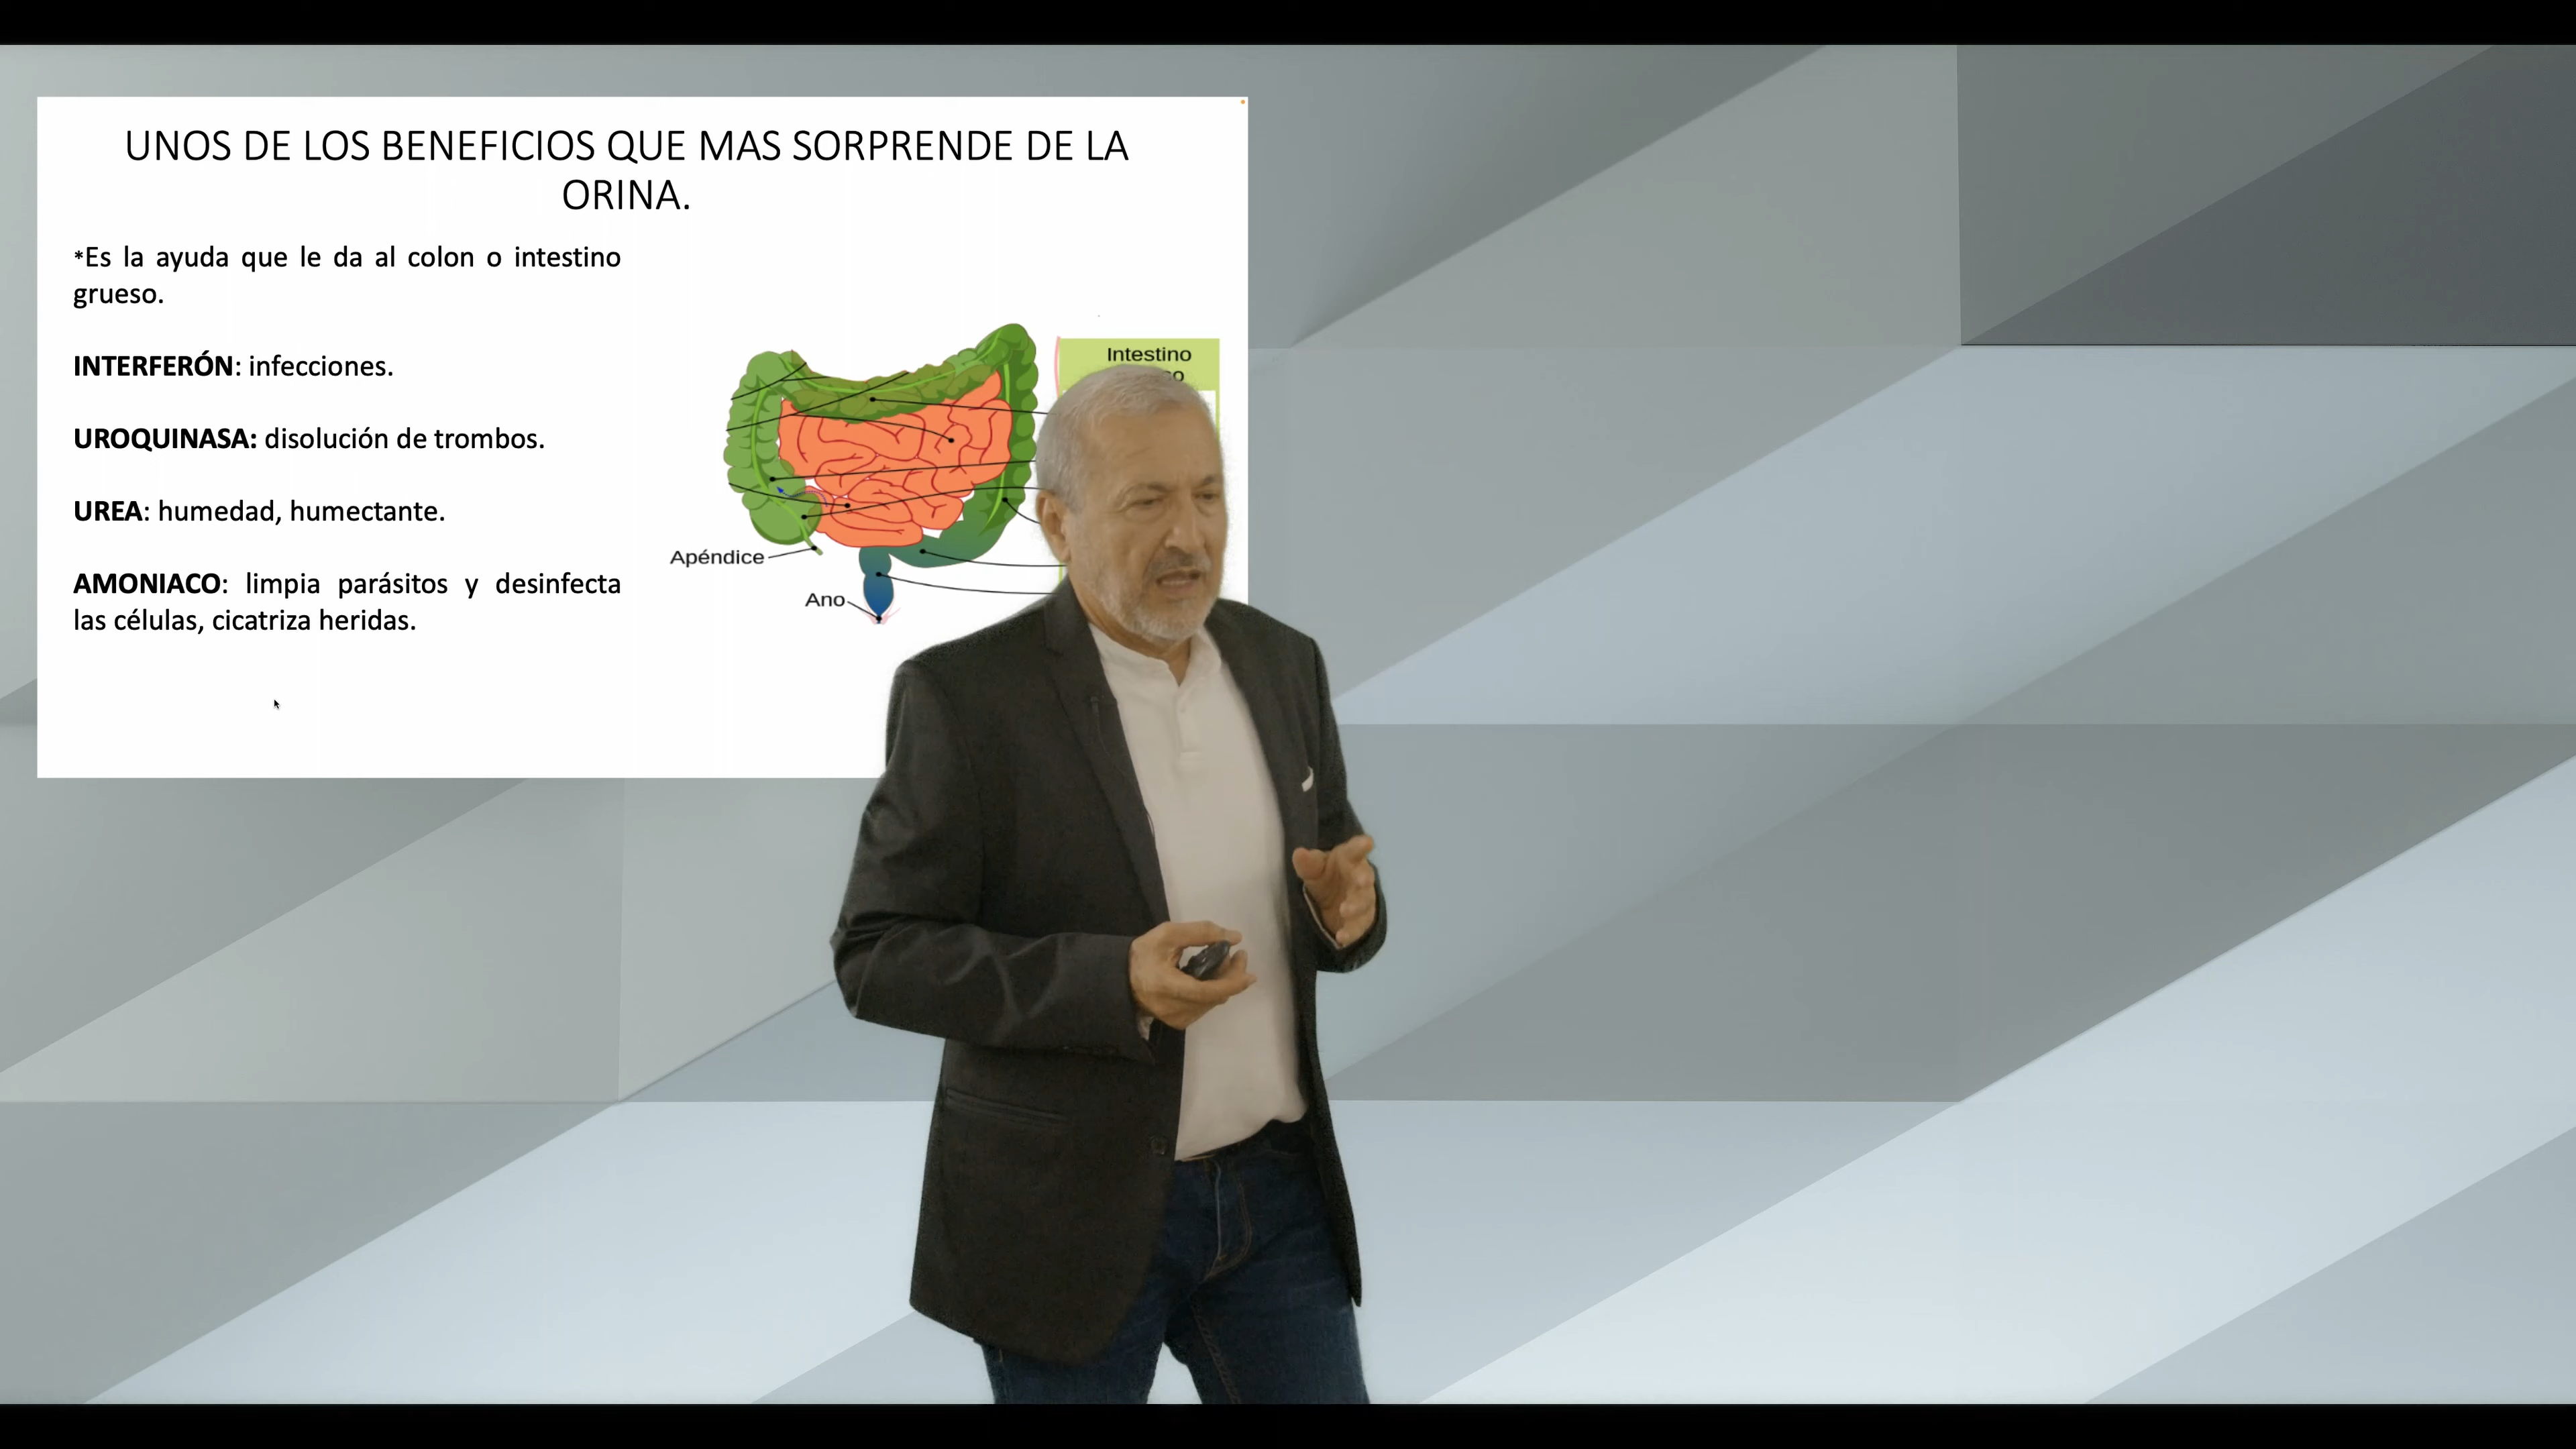 UNOS DE LOS BENEFICIOS QUE MAS SORPRENDE DE LA
ORINA.
*Es la ayuda que le da al colon o intestino
grueso.
INTERFERÓN: infecciones.
UROQUINASA: disolución de trombos.
UREA: humedad, humectante.
AMONIACO: limpia parásitos y desinfecta
las células, cicatriza heridas.
Intestino
Apéndice
Ano